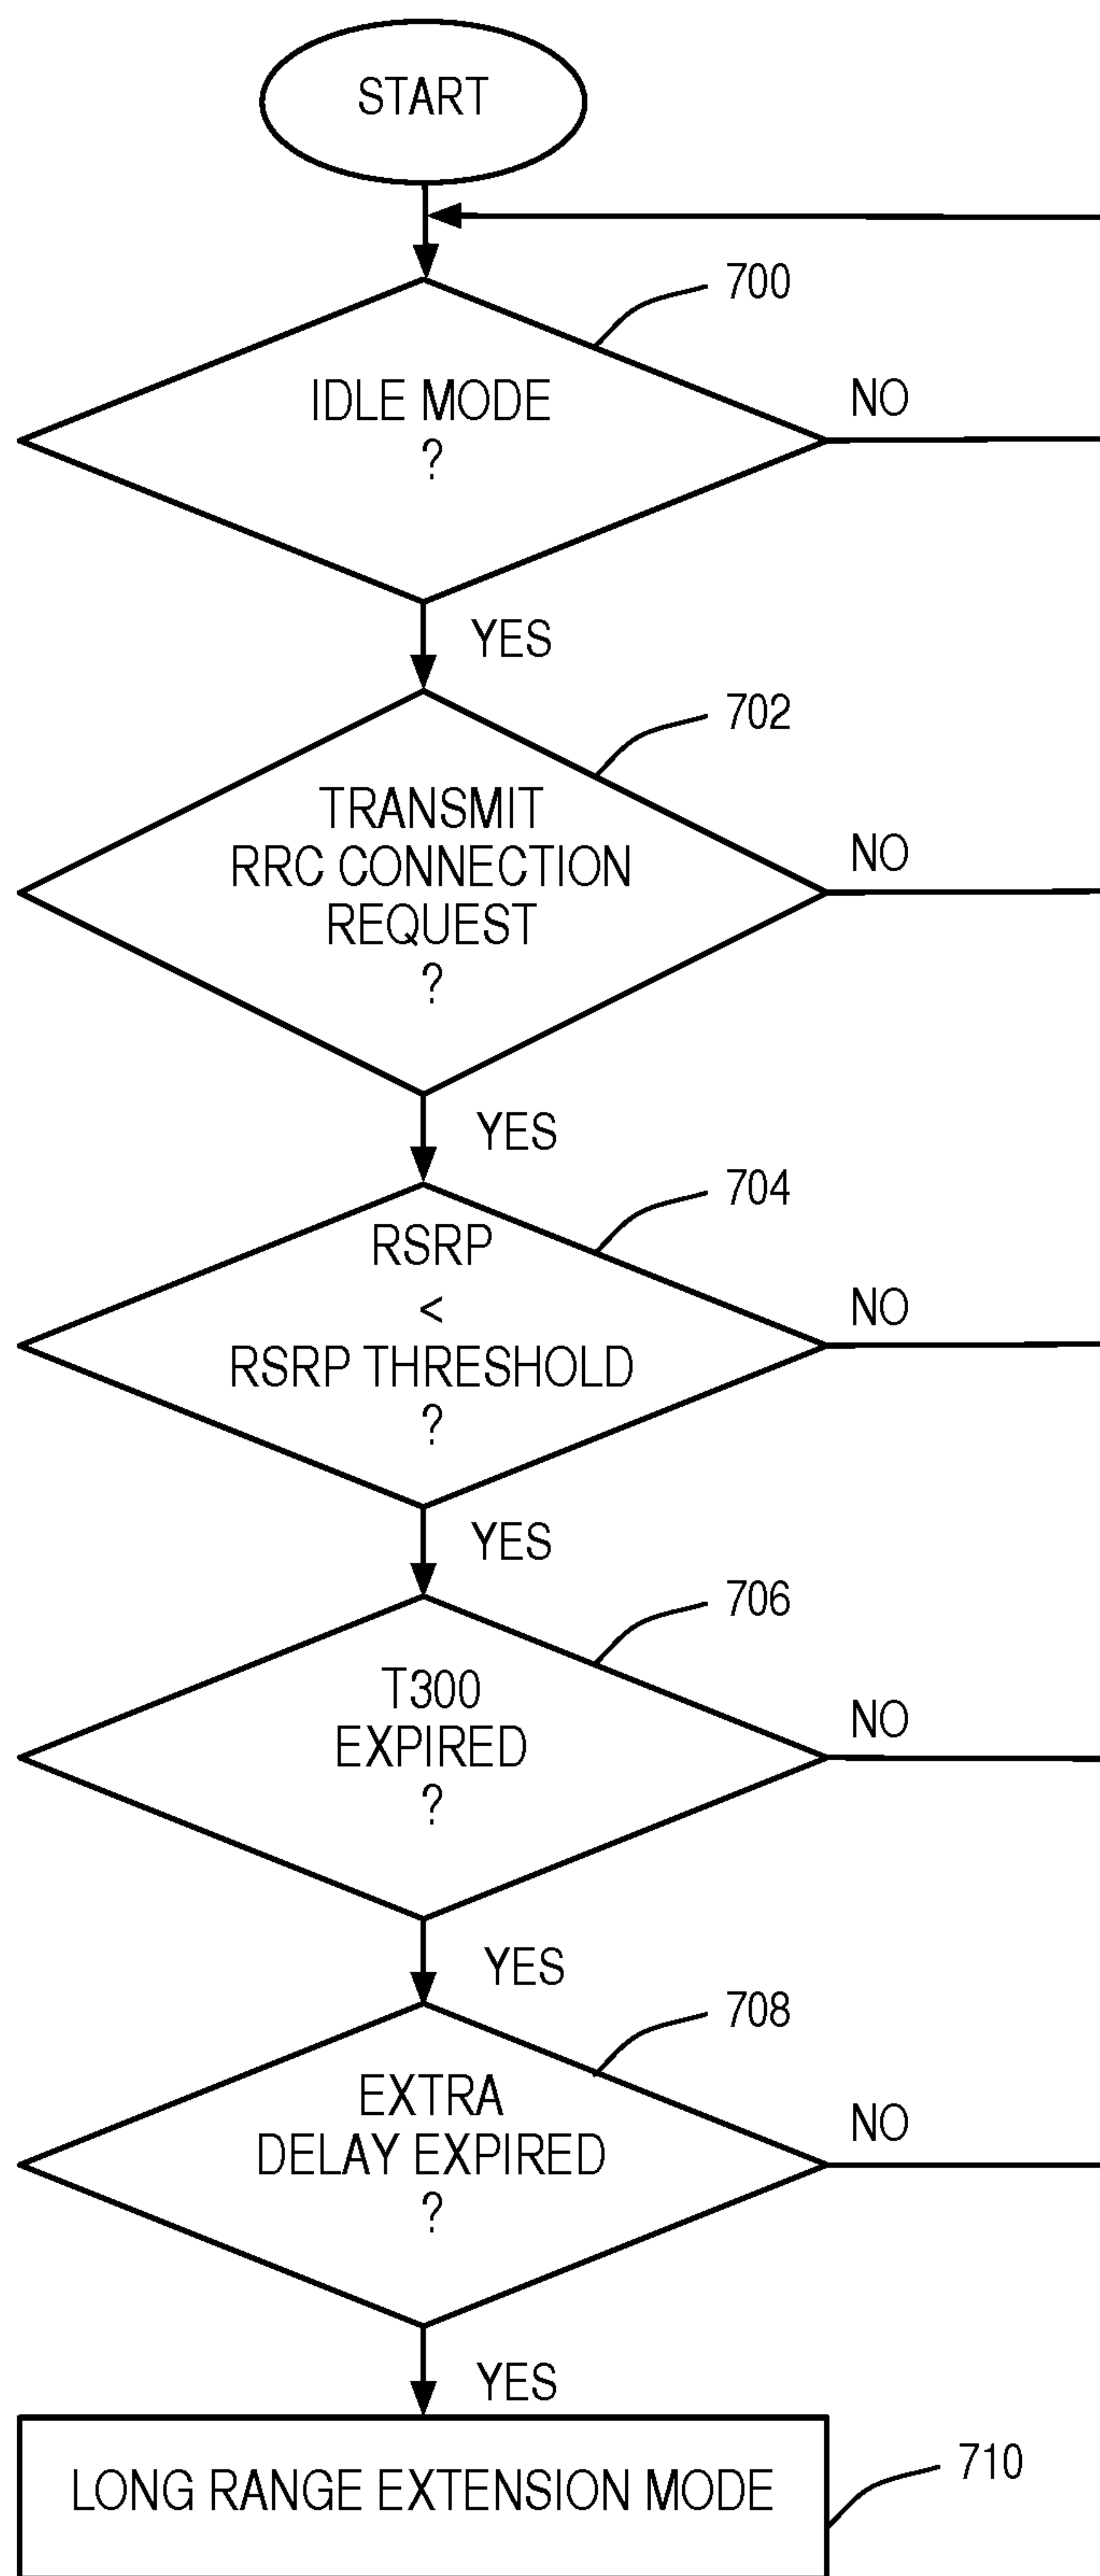 START
700
IDLE MODE
?
NO
YES
702
TRANSMIT
RRC CONNECTION
REQUEST
?
NO
YES
704
RSRP
<
RSRP THRESHOLD
?
NO
YES
706
T300
EXPIRED
?
NO
YES
708
EXTRA
DELAY EXPIRED
?
NO
YES
LONG RANGE EXTENSION MODE
710